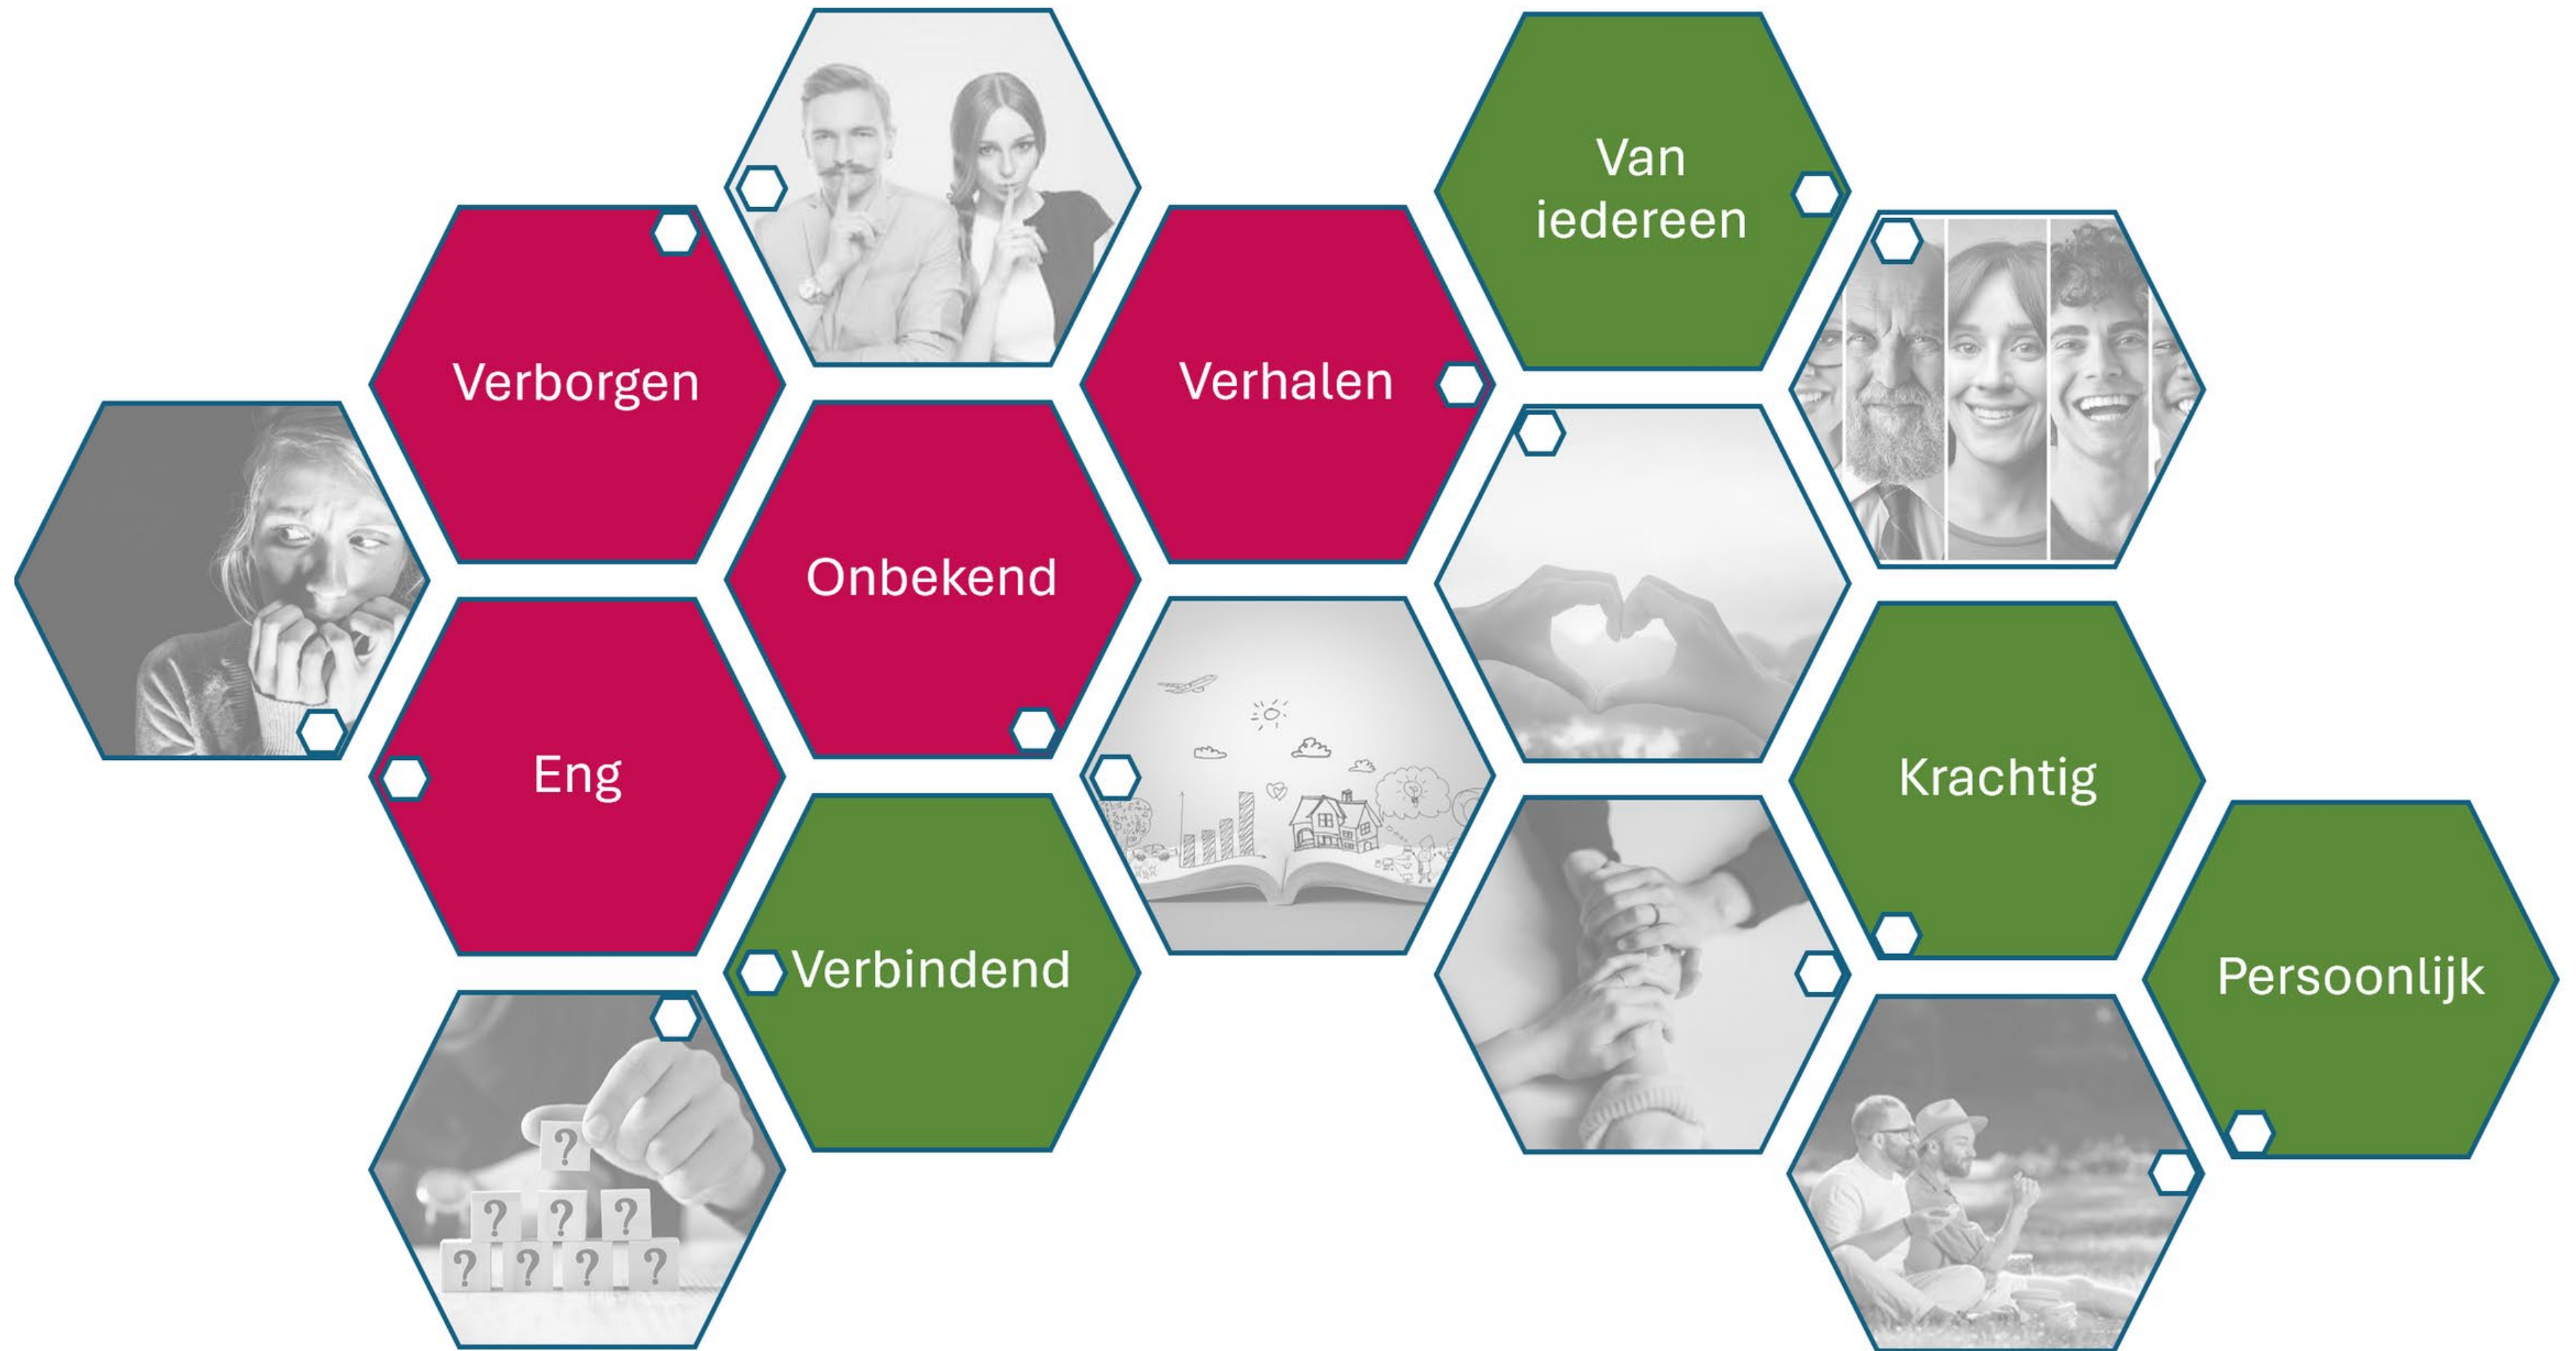 Van
iedereen
Verborgen
Verhalen
Onbekend
Eng
Krachtig
Verbindend
Persoonlijk
?
? ? ?
? ? ? ?